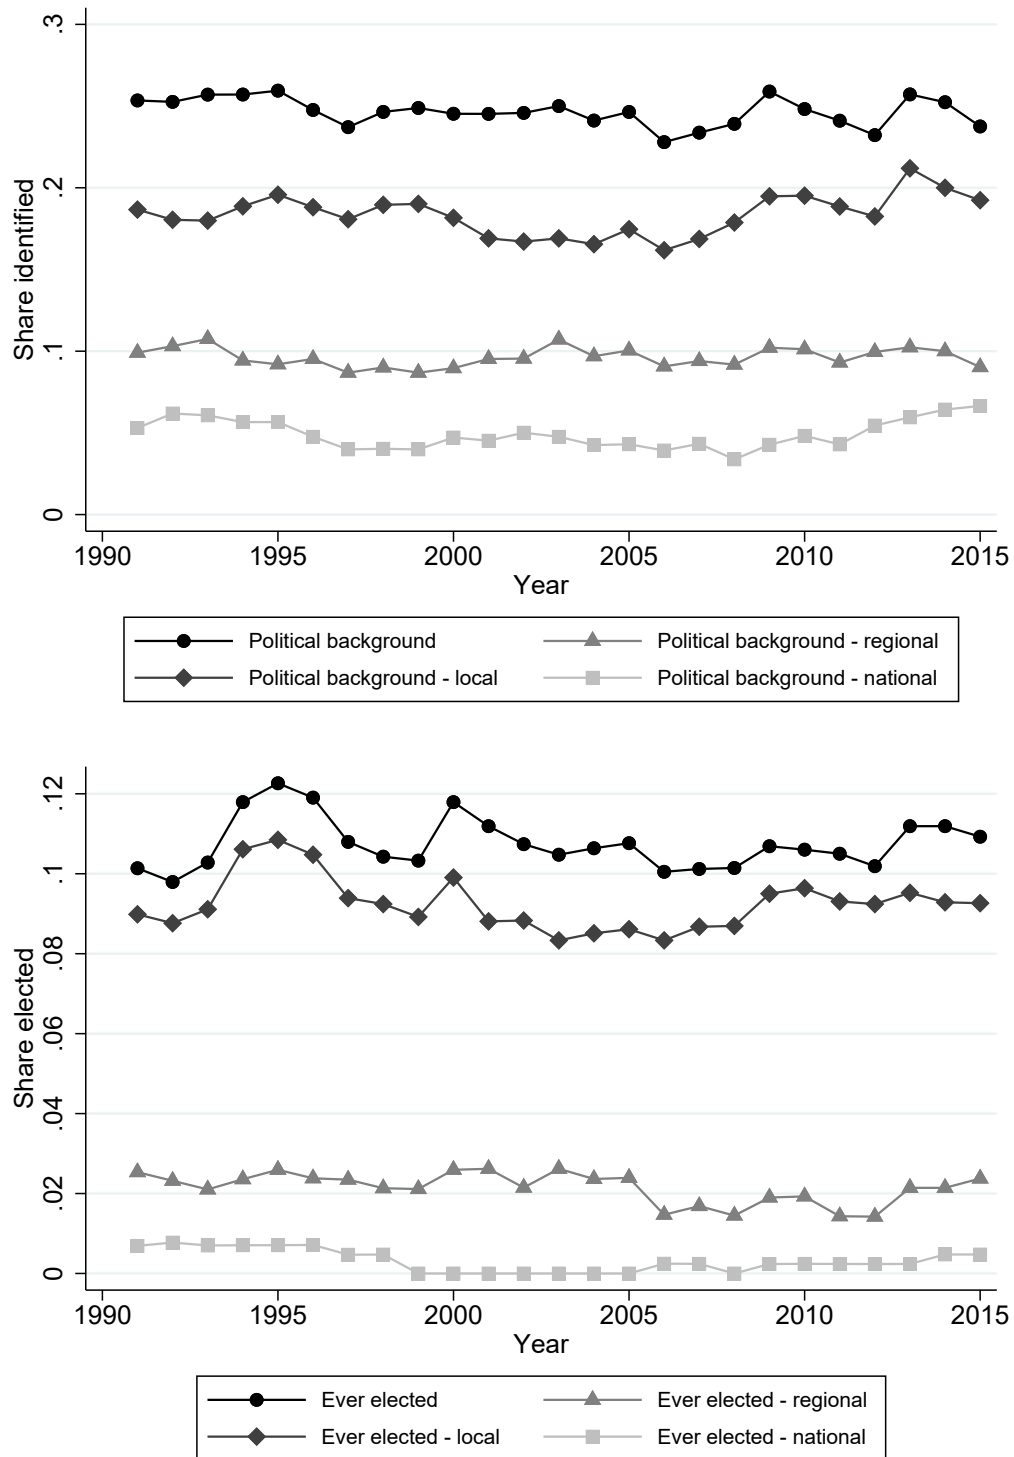 Share identified
.3
.2
.1
0
1990 1995 2000 2005 2010 2015
Year
Political background Political background - regional
Political background - local Political background - national
Share elected
.12
.1
.08
.06
.04
.02
0
1990 1995 2000 2005 2010 2015
Year
Ever elected Ever elected - regional
Ever elected - local Ever elected - national